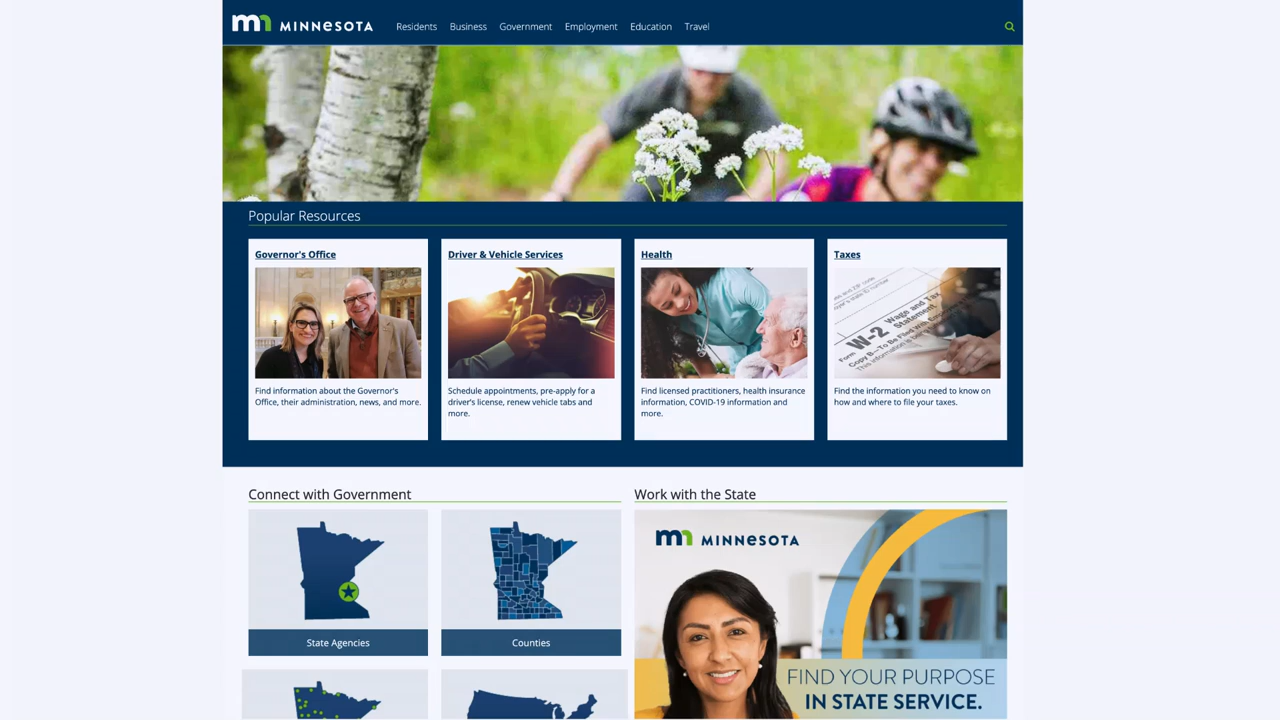 mn MINNESOTA
Residents Business Government Employment Education Travel
Popular Resources
Governor's Office
Find information about the Governor's
Office, their administration, news, and more.
Driver & Vehicle Services
Schedule appointments, pre-apply for a
driver's license, renew vehicle tabs and
more.
Health
Find licensed practitioners, health insurance
information, COVID-19 information and
more.
Taxes
W-2 Wage and Tax
Statement
Form
Find the information you need to know on
how and where to file your taxes.
Connect with Government
State Agencies
Counties
Work with the State
mn MINNESOTA
FIND YOUR PURPOSE
IN STATE SERVICE.